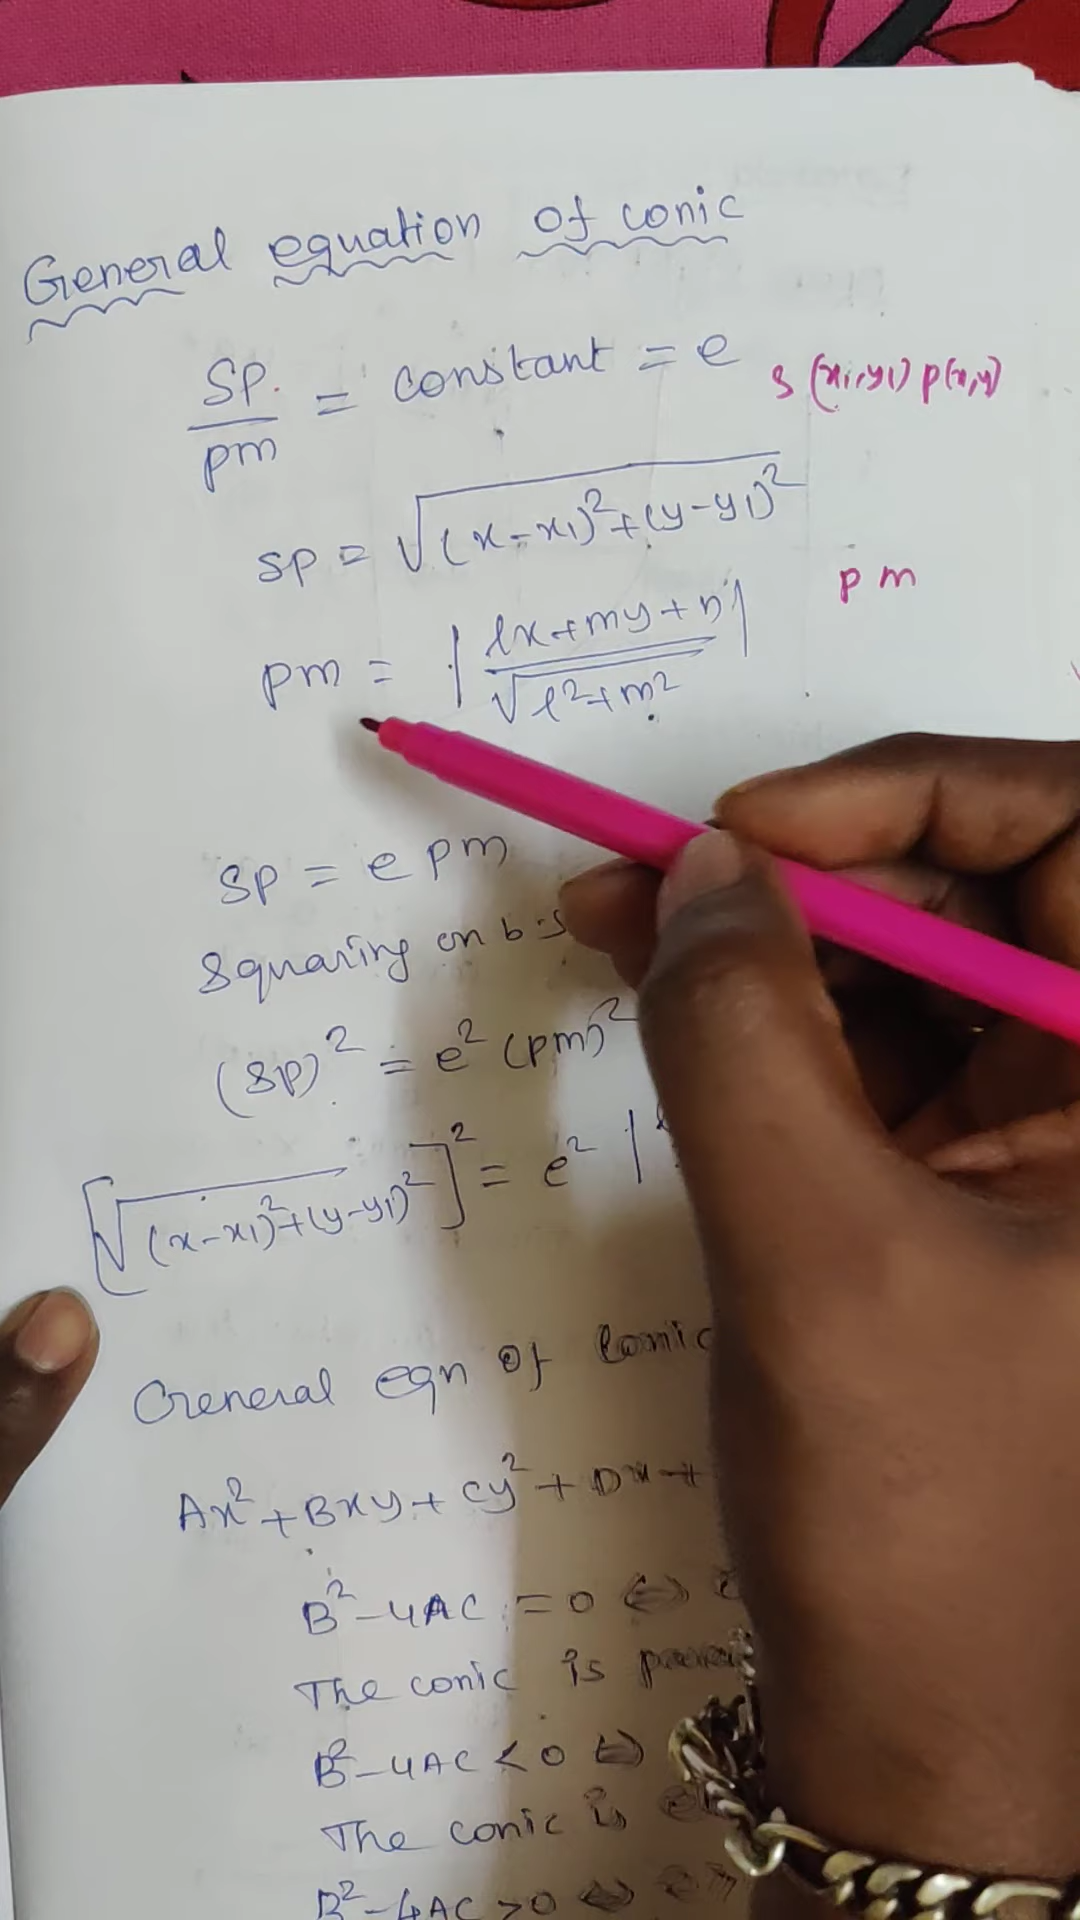 General equation of conic
SP/pm = constant = e S (x1,y1) P(x,y)
SP = √(x-x1)²+(y-y1)²
pm
pm = |lx+my+n/√l²+m²|
SP = e pm
Squaring on b.s
(SP)² = e² (pm)²
[√(x-x1)²+(y-y1)²]² = e² |
General eqn of Conic
Ax²+Bxy+Cy²+Dx+
B²-4AC = 0 ⇔
The conic is
B²-4AC < 0 ⇔
The conic is
B²-4AC > 0 ⇔